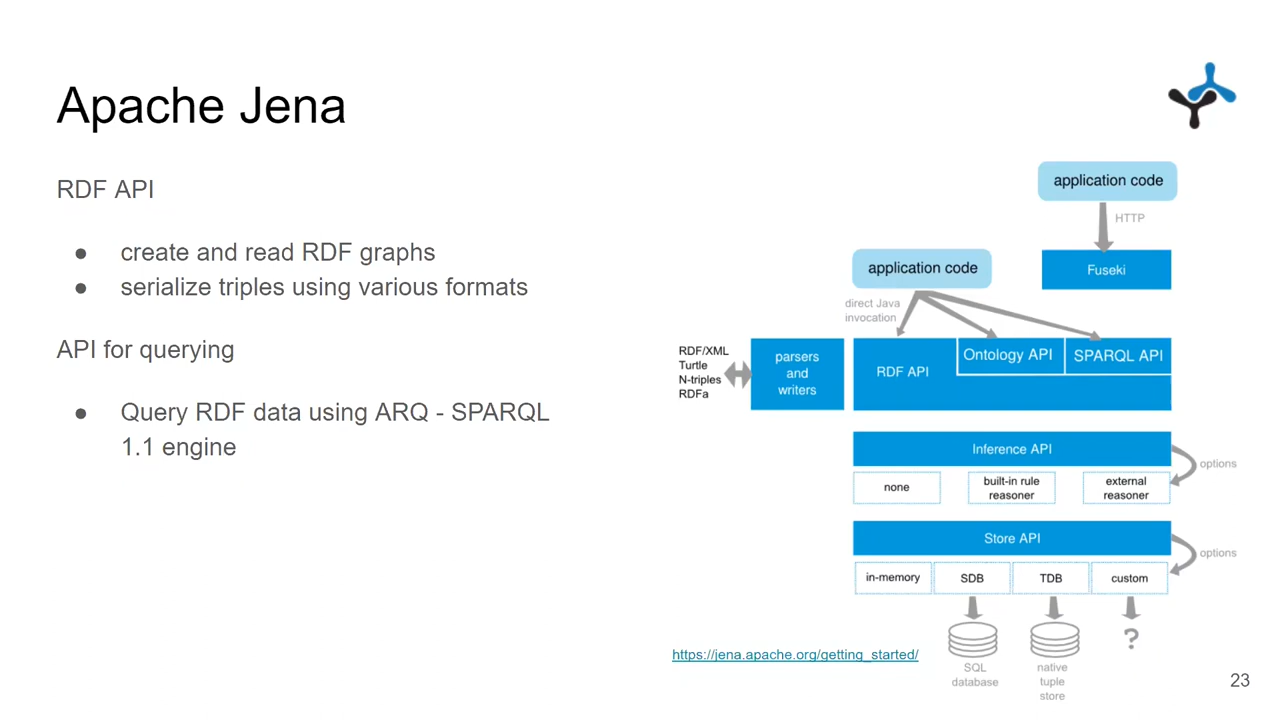 Apache Jena
RDF API
● create and read RDF graphs
● serialize triples using various formats
API for querying
● Query RDF data using ARQ - SPARQL
1.1 engine
application code
HTTP
Fuseki
application code
direct Java
invocation
RDF/XML
Turtle
N-triples
RDFa
parsers
and
writers
RDF API
Ontology API
SPARQL API
Inference API
options
none
built-in rule
reasoner
external
reasoner
Store API
options
in-memory
SDB
TDB
custom
?
SQL
database
native
tuple
store
https://jena.apache.org/getting_started/
23